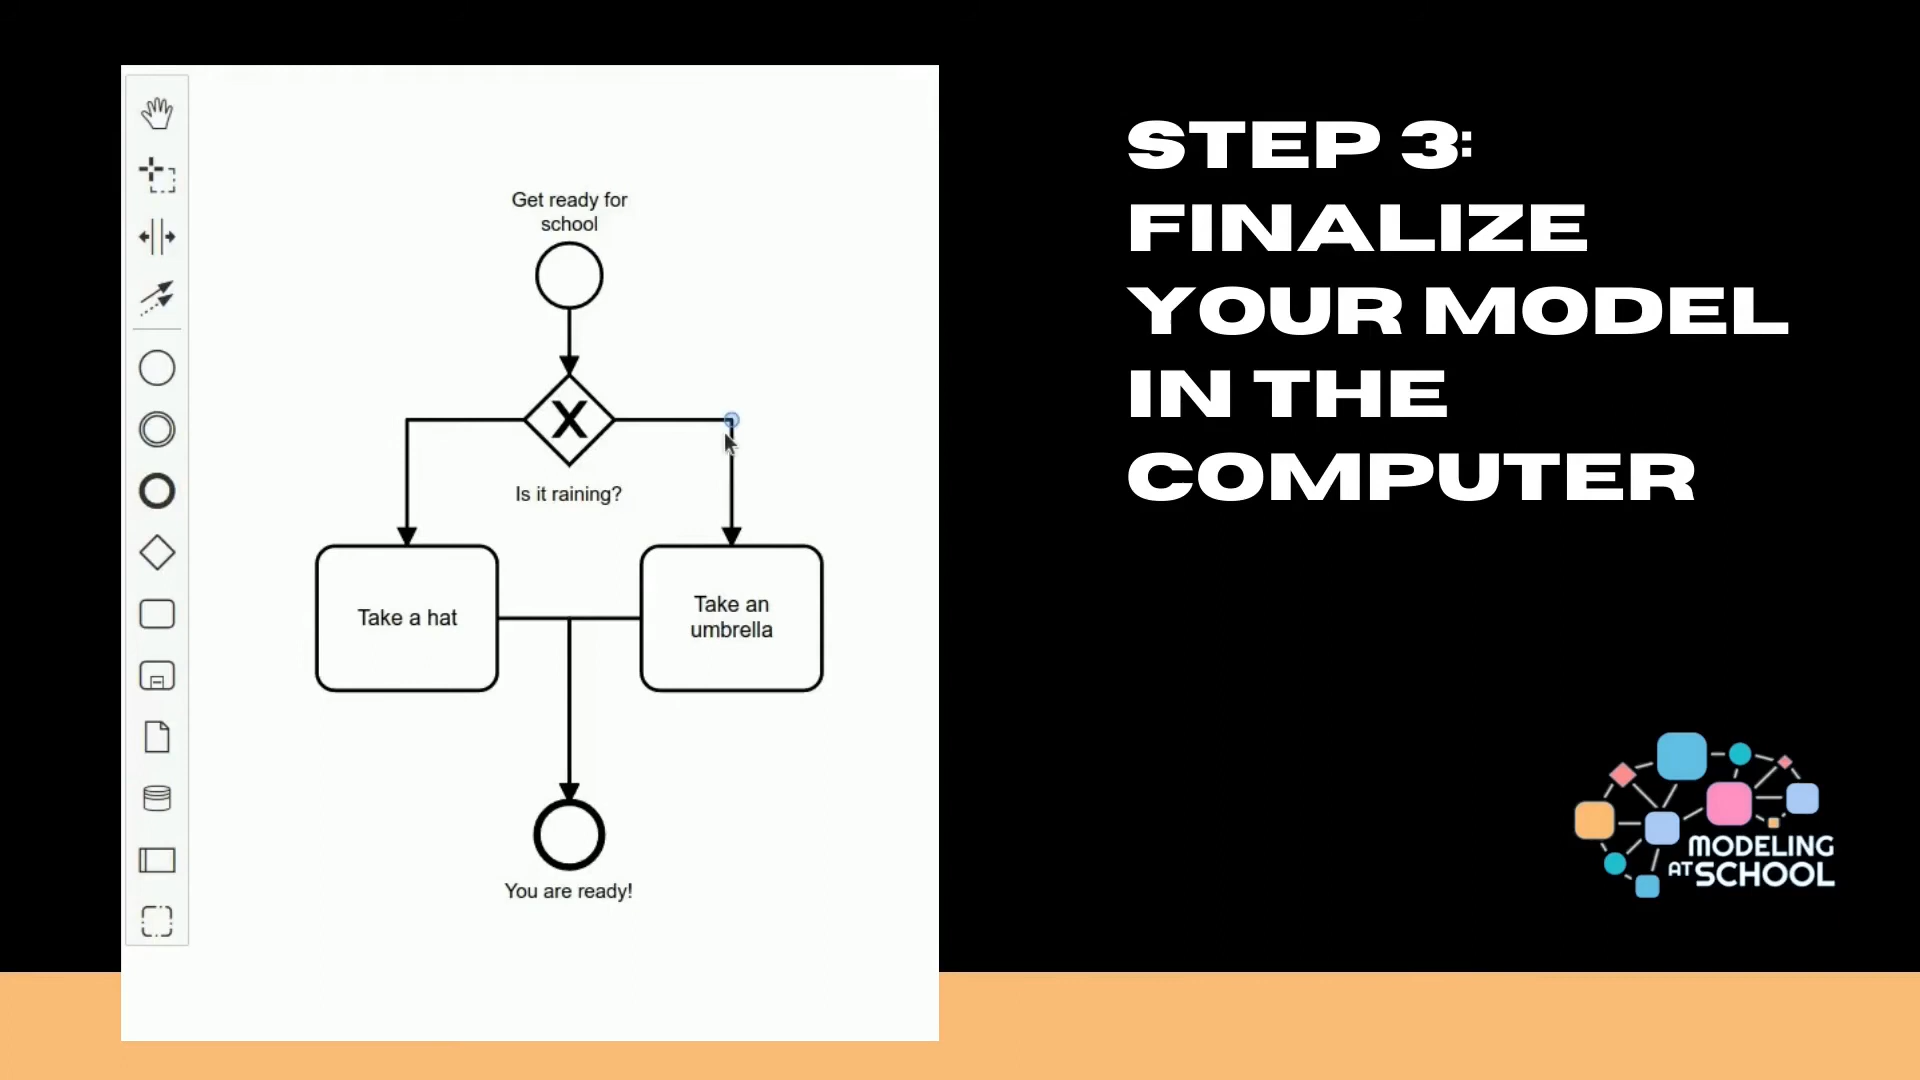 Get ready for
school
X
Is it raining?
Take a hat
Take an
umbrella
You are ready!
STEP 3:
FINALIZE
YOUR MODEL
IN THE
COMPUTER
MODELING
AT SCHOOL